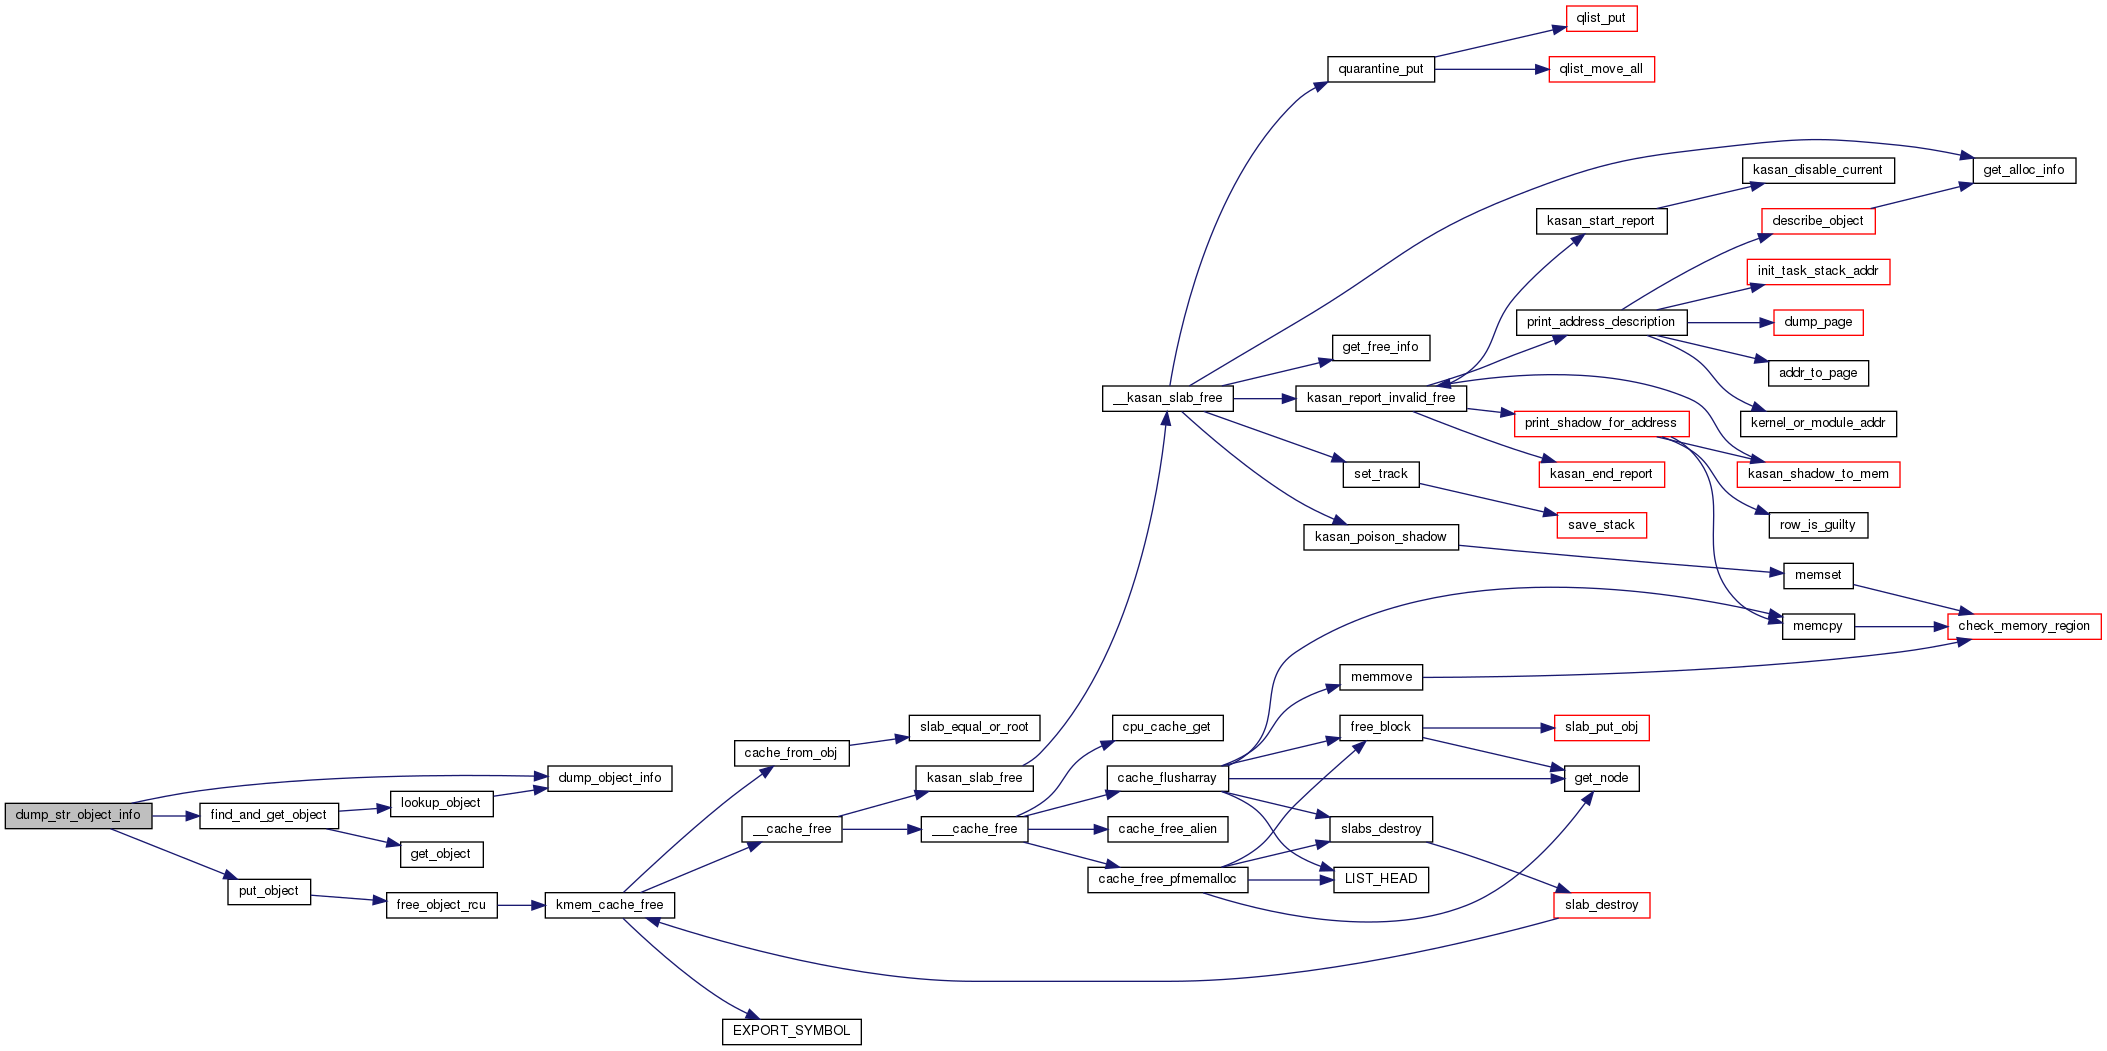 qlist_put
quarantine_put
qlist_move_all
kasan_disable_current
get_alloc_info
kasan_start_report
describe_object
init_task_stack_addr
print_address_description
dump_page
get_free_info
addr_to_page
__kasan_slab_free
kasan_report_invalid_free
print_shadow_for_address
kernel_or_module_addr
set_track
kasan_end_report
kasan_shadow_to_mem
save_stack
row_is_guilty
kasan_poison_shadow
memset
memcpy
check_memory_region
memmove
slab_equal_or_root
cpu_cache_get
free_block
slab_put_obj
cache_from_obj
dump_object_info
kasan_slab_free
cache_flusharray
get_node
lookup_object
dump_str_object_info
find_and_get_object
__cache_free
___cache_free
cache_free_alien
slabs_destroy
get_object
cache_free_pfmemalloc
LIST_HEAD
put_object
free_object_rcu
kmem_cache_free
slab_destroy
EXPORT_SYMBOL